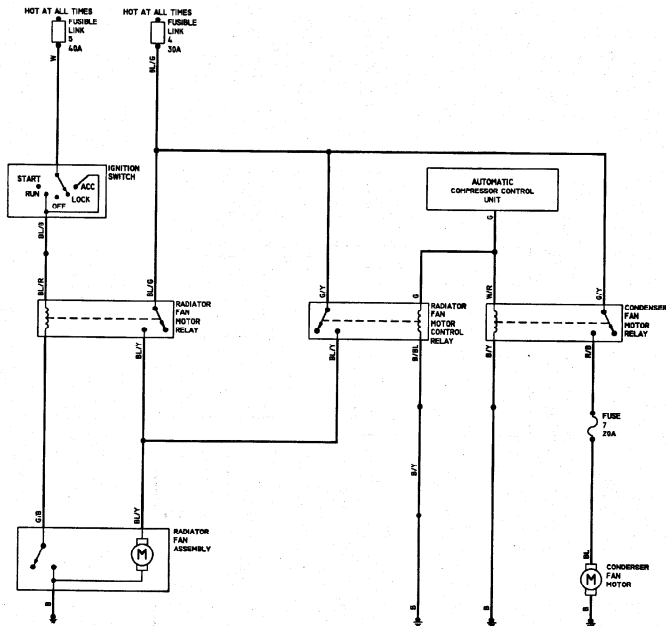 HOT AT ALL TIMES
HOT AT ALL TIMES
FUSIBLE
LINK
5
40A
FUSIBLE
LINK
4
30A
W
BL/G
IGNITION
SWITCH
START
RUN
OFF
ACC
LOCK
AUTOMATIC
COMPRESSOR CONTROL
UNIT
G
BL/R
BL/G
G/Y
G
W/R
G/Y
RADIATOR
FAN
MOTOR
RELAY
RADIATOR
FAN
MOTOR
CONTROL
RELAY
CONDENSER
FAN
MOTOR
RELAY
BL/Y
BL/Y
B/BL
B/Y
R/B
FUSE
7
20A
B/Y
G/B
BL/Y
RADIATOR
FAN
ASSEMBLY
M
BL
CONDENSER
FAN
MOTOR
M
B
B
B
B